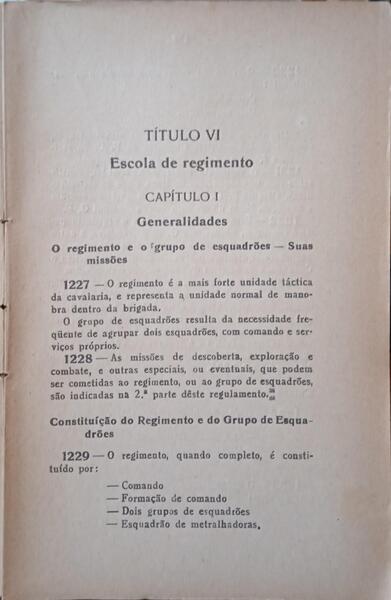 TÍTULO VI
Escola de regimento
CAPÍTULO I
Generalidades
O regimento e o grupo de esquadrões — Suas
missões
1227 — O regimento é a mais forte unidade táctica
da cavalaria, e representa a unidade normal de mano-
bra dentro da brigada.
O grupo de esquadrões resulta da necessidade fre-
qüente de agrupar dois esquadrões, com comando e ser-
viços próprios.
1228 — As missões de descoberta, exploração e
combate, e outras especiais, ou eventuais, que podem
ser cometidas ao regimento, ou ao grupo de esquadrões,
são indicadas na 2.ª parte dêste regulamento.
Constituïção do Regimento e do Grupo de Esqua-
drões
1229 — O regimento, quando completo, é consti-
tuído por:
— Comando
— Formação de comando
— Dois grupos de esquadrões
— Esquadrão de metralhadoras.